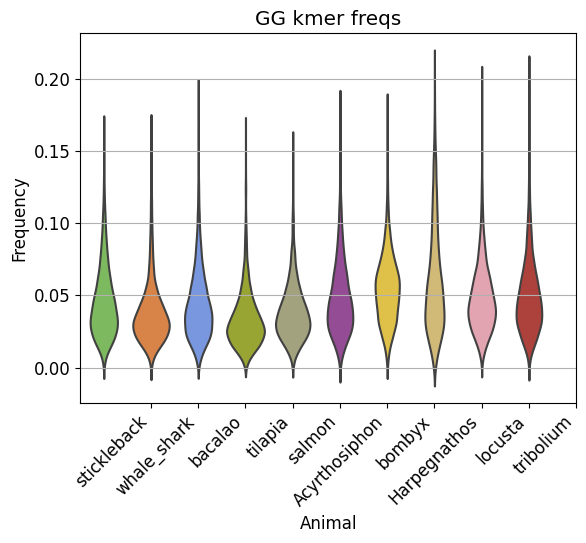 GG kmer freqs
0.20
0.15
0.10
0.05
0.00
Frequency
stickleback
whale_shark
bacalao
tilapia
salmon
Acyrthosiphon
bombyx
Harpegnathos
locusta
tribolium
Animal